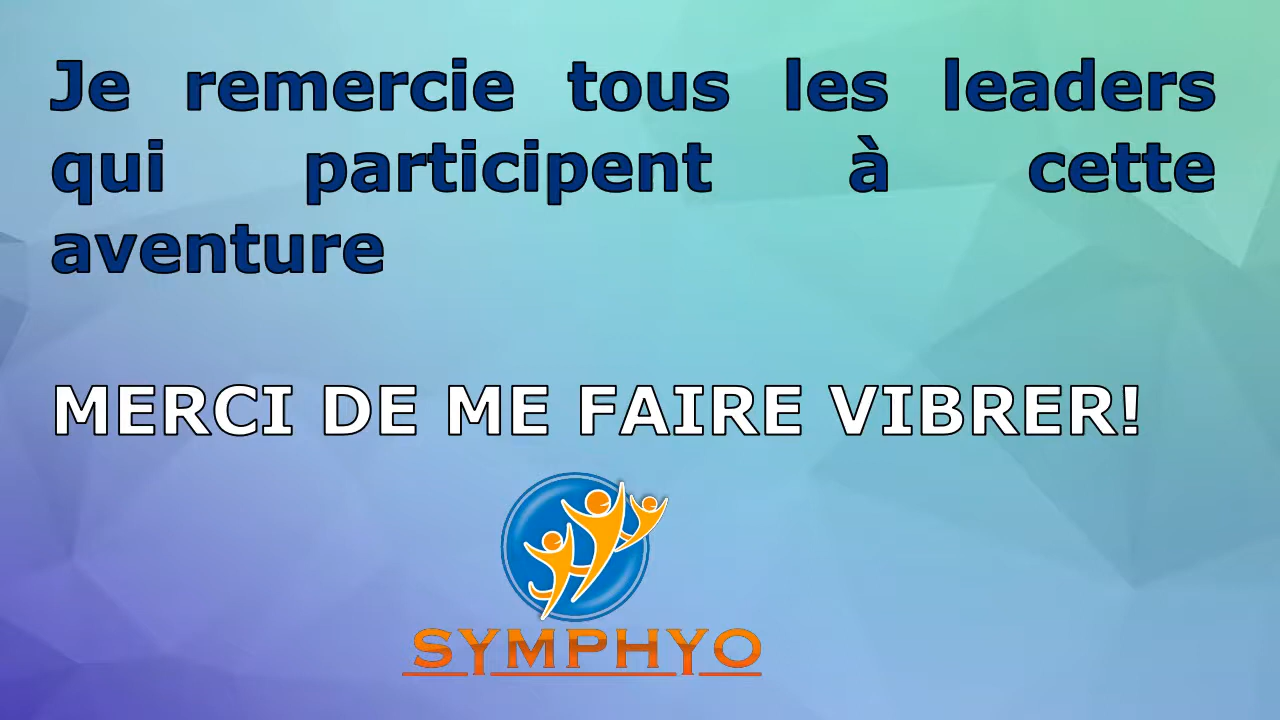 Je remercie tous les leaders
qui participent à cette
aventure
MERCI DE ME FAIRE VIBRER!
SYMPHYO